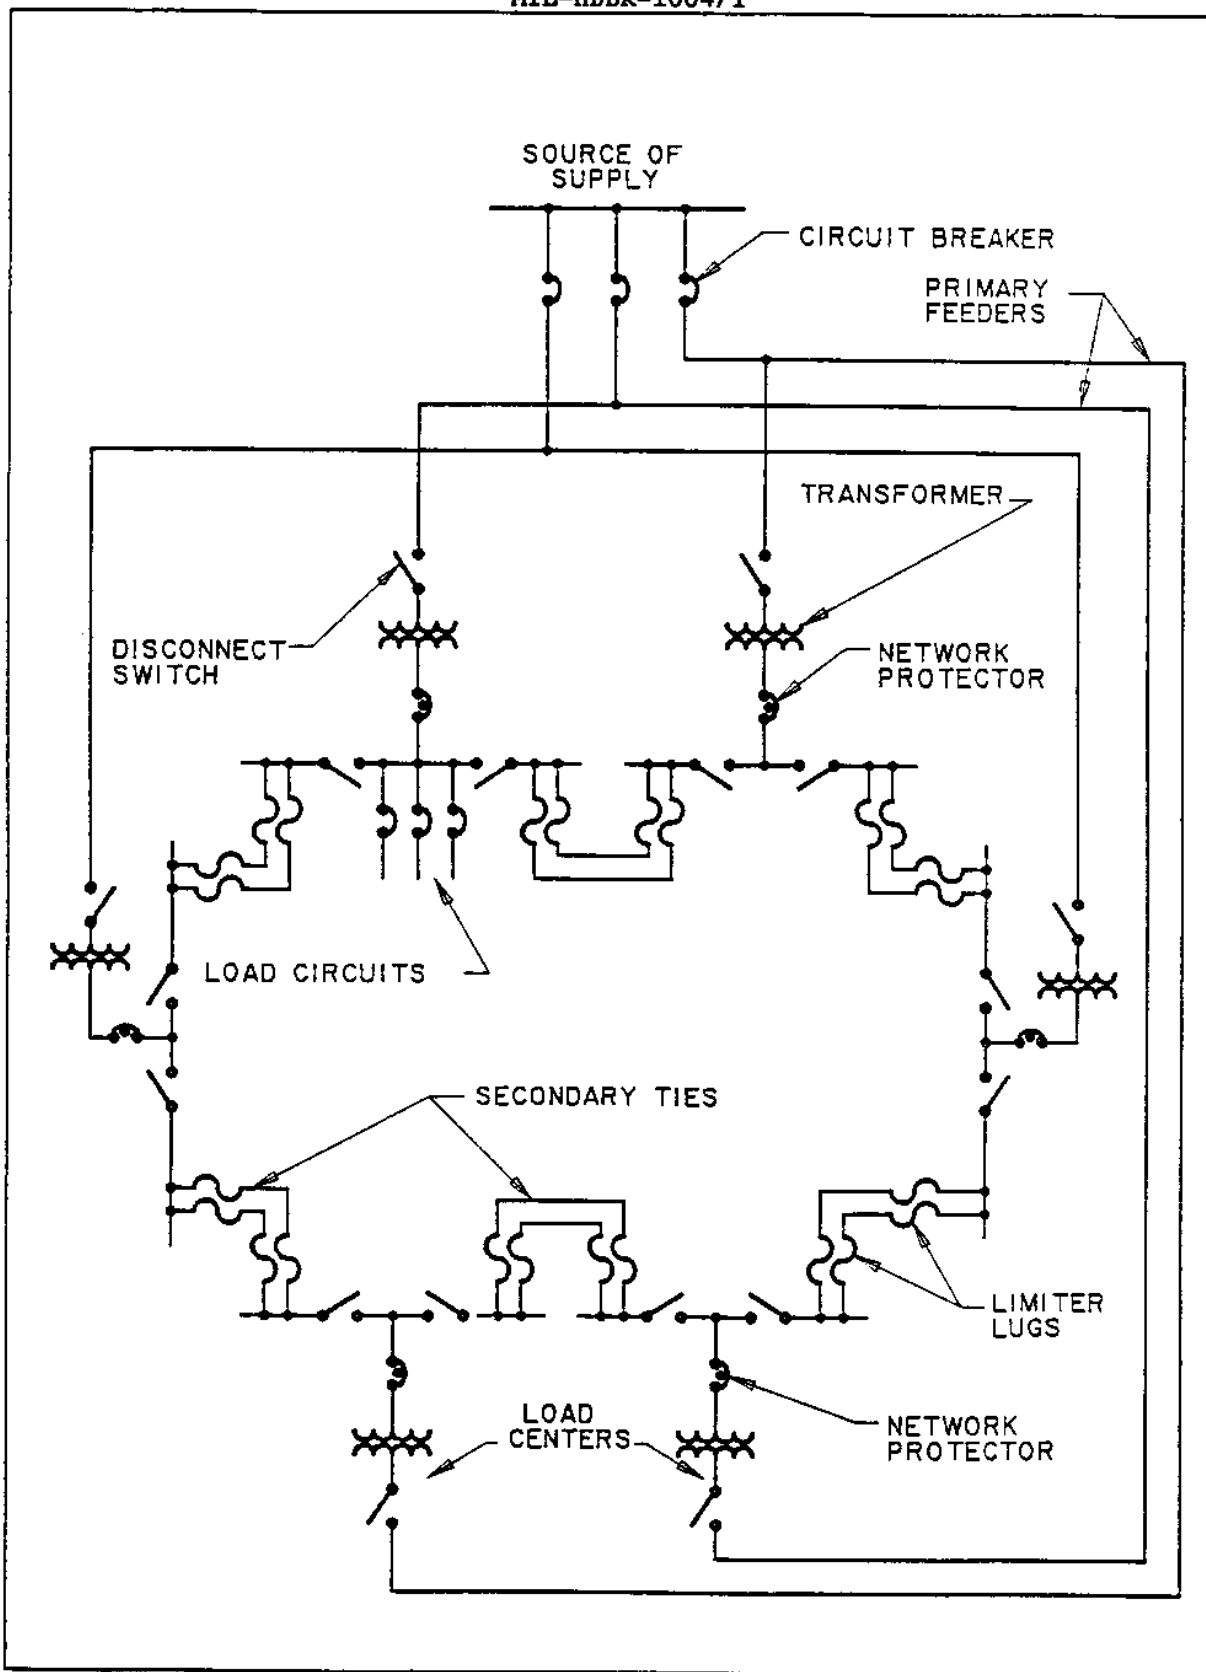 SOURCE OF
SUPPLY
CIRCUIT BREAKER
PRIMARY
FEEDERS
TRANSFORMER
DISCONNECT
SWITCH
NETWORK
PROTECTOR
LOAD CIRCUITS
SECONDARY TIES
LIMITER
LUGS
LOAD
CENTERS
NETWORK
PROTECTOR